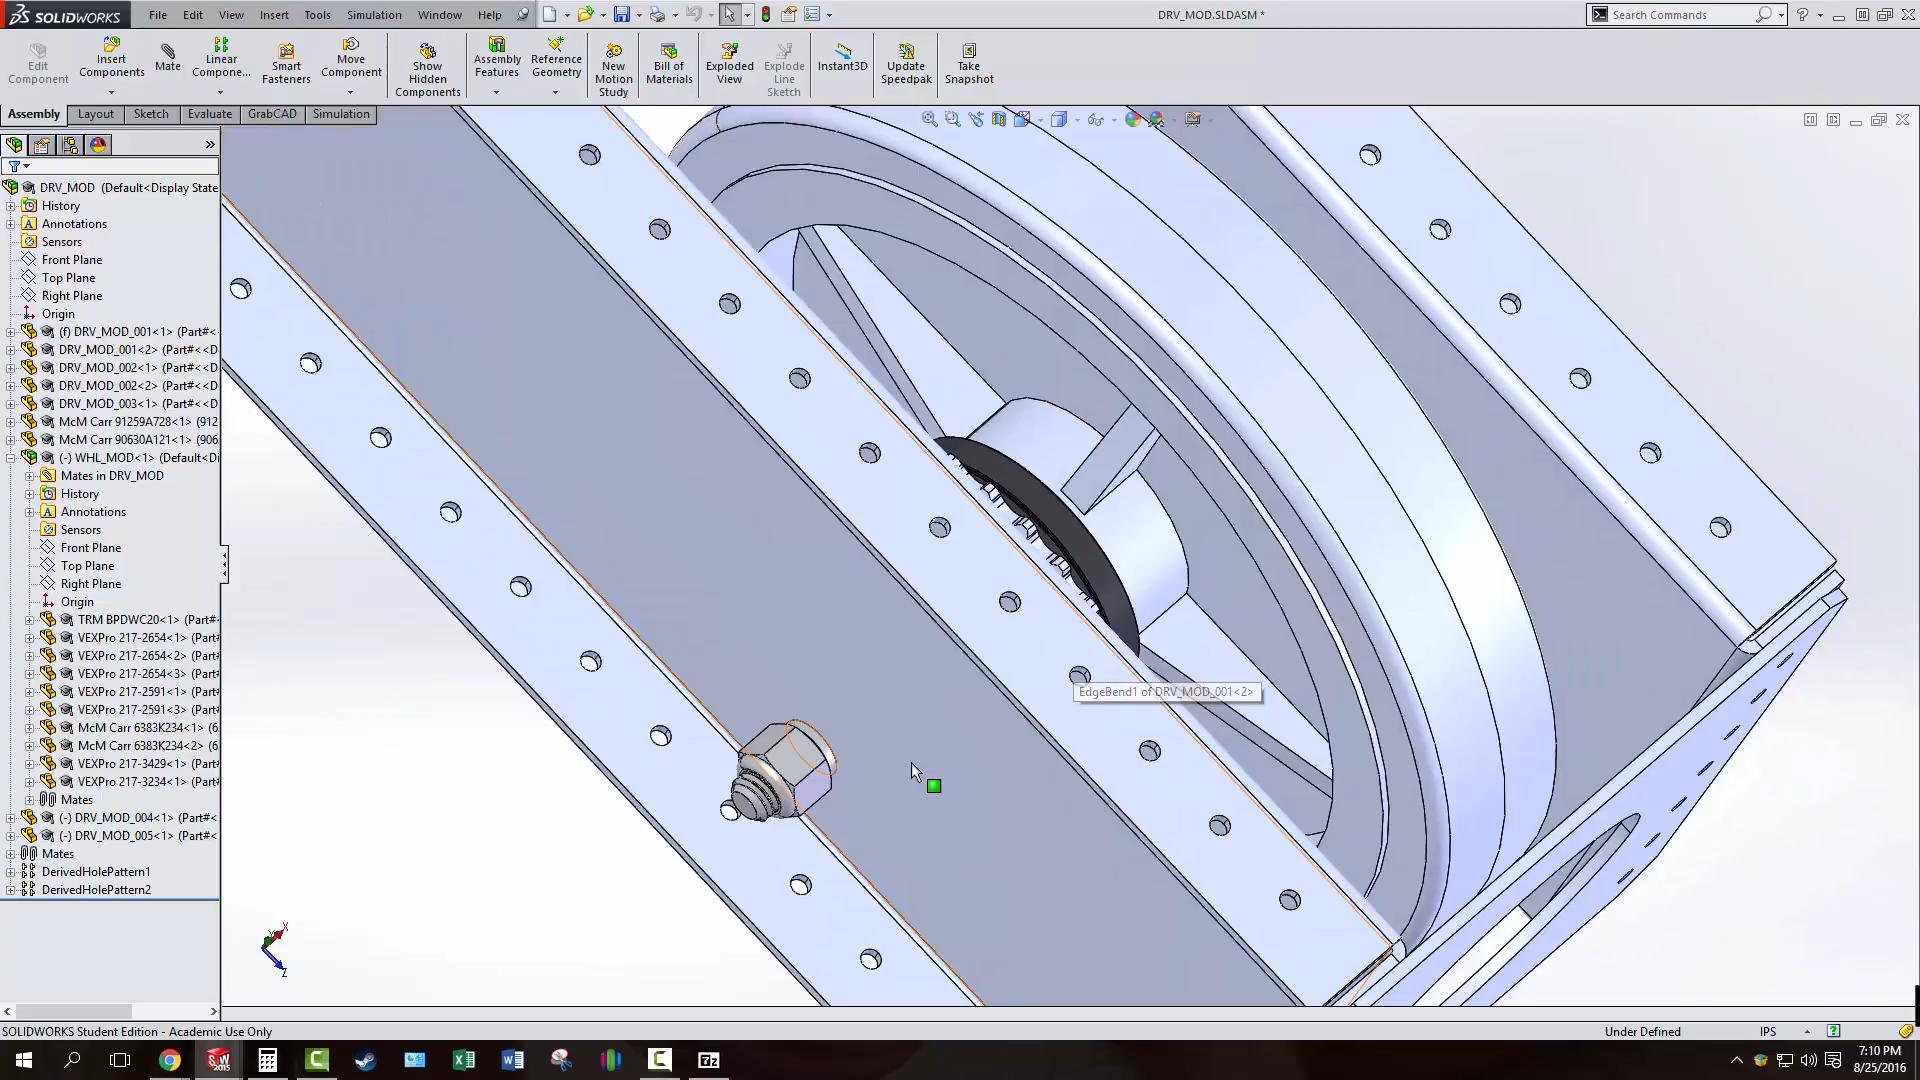 SOLIDWORKS File Edit View Insert Tools Simulation Window Help DRV_MOD.SLDASM * Search Commands
Edit Component
Insert Components
Mate
Linear Compone...
Smart Fasteners
Move Component
Show Hidden Components
Assembly Features
Reference Geometry
New Motion Study
Bill of Materials
Exploded View
Explode Line Sketch
Instant3D
Update Speedpak
Take Snapshot
Assembly Layout Sketch Evaluate GrabCAD Simulation
DRV_MOD (Default<Display State
History
Annotations
Sensors
Front Plane
Top Plane
Right Plane
Origin
(f) DRV_MOD_001<1> (Part#<
DRV_MOD_001<2> (Part#<<D
DRV_MOD_002<1> (Part#<<D
DRV_MOD_002<2> (Part#<<D
DRV_MOD_003<1> (Part#<<D
McM Carr 91259A728<1> (912
McM Carr 90630A121<1> (906
(-) WHL_MOD<1> (Default<Di
Mates in DRV_MOD
History
Annotations
Sensors
Front Plane
Top Plane
Right Plane
Origin
TRM BPDWC20<1> (Part#
VEXPro 217-2654<1> (Part#
VEXPro 217-2654<2> (Part#
VEXPro 217-2654<3> (Part#
VEXPro 217-2591<1> (Part#
VEXPro 217-2591<3> (Part#
McM Carr 6383K234<1> (6
McM Carr 6383K234<2> (6
VEXPro 217-3429<1> (Part#
VEXPro 217-3234<1> (Part#
Mates
(-) DRV_MOD_004<1> (Part#<
(-) DRV_MOD_005<1> (Part#<
Mates
DerivedHolePattern1
DerivedHolePattern2
EdgeBend1 of DRV_MOD_001<2>
X
Z
SOLIDWORKS Student Edition - Academic Use Only Under Defined IPS
7:10 PM
8/25/2016